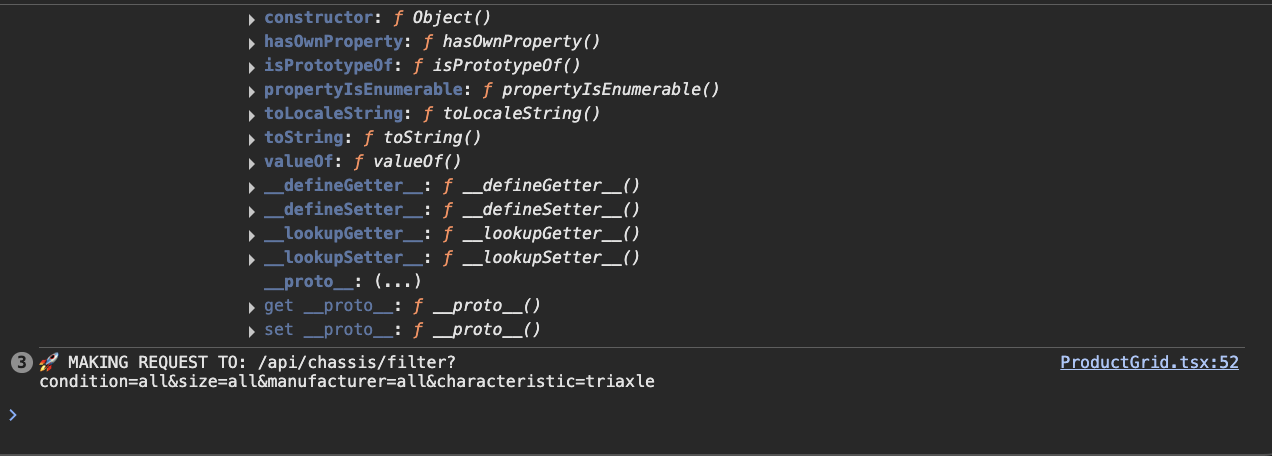 constructor: ƒ Object()
hasOwnProperty: ƒ hasOwnProperty()
isPrototypeOf: ƒ isPrototypeOf()
propertyIsEnumerable: ƒ propertyIsEnumerable()
toLocaleString: ƒ toLocaleString()
toString: ƒ toString()
valueOf: ƒ valueOf()
__defineGetter__: ƒ __defineGetter__()
__defineSetter__: ƒ __defineSetter__()
__lookupGetter__: ƒ __lookupGetter__()
__lookupSetter__: ƒ __lookupSetter__()
__proto__: (...)
get __proto__: ƒ __proto__()
set __proto__: ƒ __proto__()
3 🚀 MAKING REQUEST TO: /api/chassis/filter? ProductGrid.tsx:52
condition=all&size=all&manufacturer=all&characteristic=triaxle